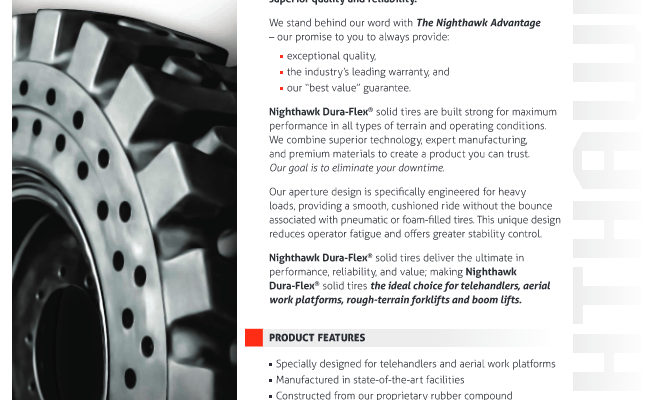 superior quality and reliability.
We stand behind our word with The Nighthawk Advantage
– our promise to you to always provide:
▪ exceptional quality,
▪ the industry's leading warranty, and
▪ our "best value" guarantee.
Nighthawk Dura-Flex® solid tires are built strong for maximum
performance in all types of terrain and operating conditions.
We combine superior technology, expert manufacturing,
and premium materials to create a product you can trust.
Our goal is to eliminate your downtime.
Our aperture design is specifically engineered for heavy
loads, providing a smooth, cushioned ride without the bounce
associated with pneumatic or foam-filled tires. This unique design
reduces operator fatigue and offers greater stability control.
Nighthawk Dura-Flex® solid tires deliver the ultimate in
performance, reliability, and value; making Nighthawk
Dura-Flex® solid tires the ideal choice for telehandlers, aerial
work platforms, rough-terrain forklifts and boom lifts.
PRODUCT FEATURES
▪ Specially designed for telehandlers and aerial work platforms
▪ Manufactured in state-of-the-art facilities
▪ Constructed from our proprietary rubber compound
HTHAW